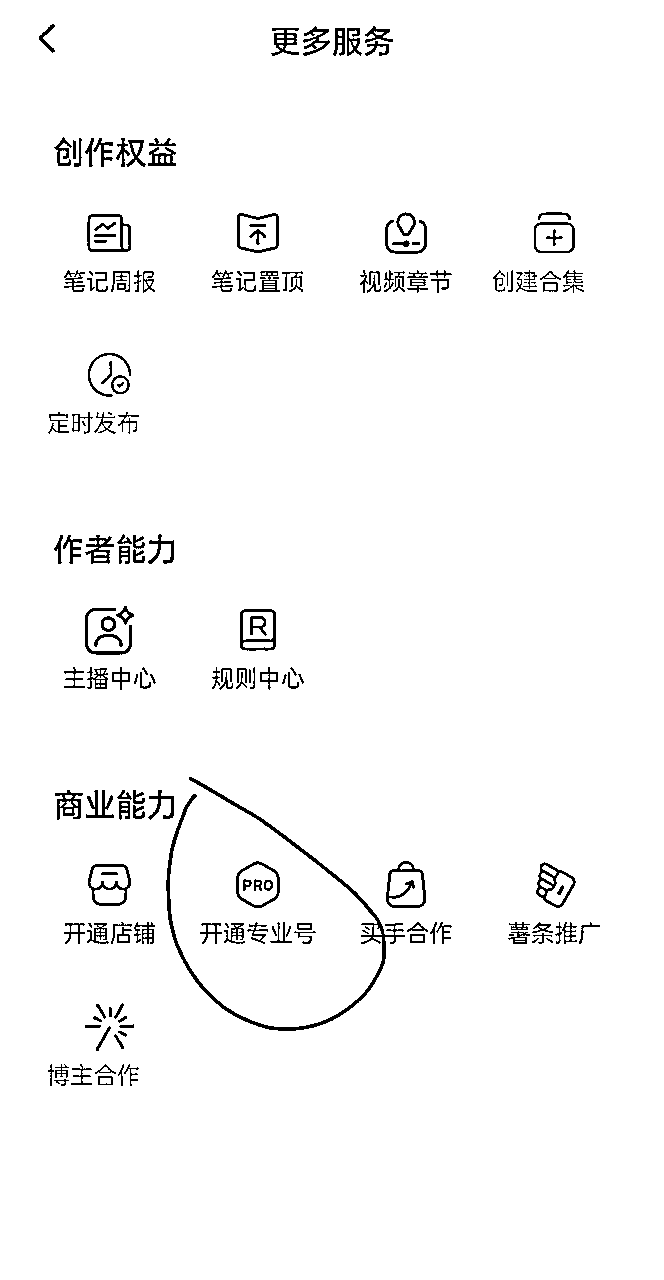 更多服务
创作权益
笔记周报 笔记置顶 视频章节 创建合集
定时发布
作者能力
R
主播中心 规则中心
商业能力
PRO
开通店铺 开通专业号 买手合作 薯条推广
博主合作